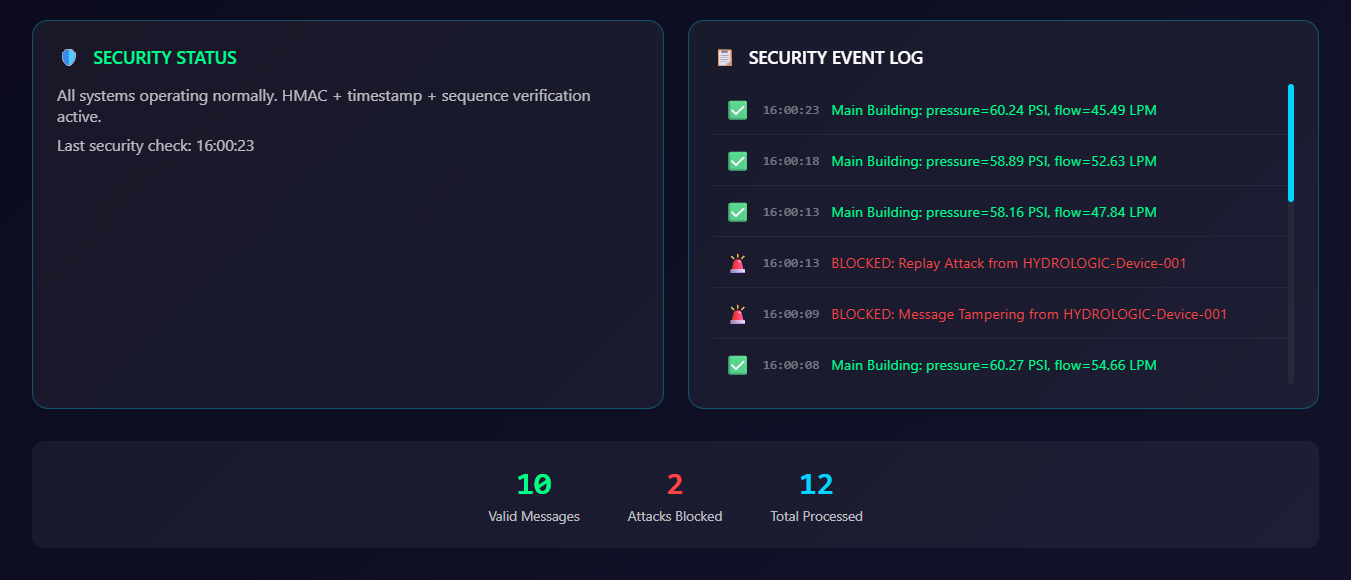 SECURITY STATUS
All systems operating normally. HMAC + timestamp + sequence verification
active.
Last security check: 16:00:23
SECURITY EVENT LOG
16:00:23 Main Building: pressure=60.24 PSI, flow=45.49 LPM
16:00:18 Main Building: pressure=58.89 PSI, flow=52.63 LPM
16:00:13 Main Building: pressure=58.16 PSI, flow=47.84 LPM
16:00:13 BLOCKED: Replay Attack from HYDROLOGIC-Device-001
16:00:09 BLOCKED: Message Tampering from HYDROLOGIC-Device-001
16:00:08 Main Building: pressure=60.27 PSI, flow=54.66 LPM
10 2 12
Valid Messages Attacks Blocked Total Processed